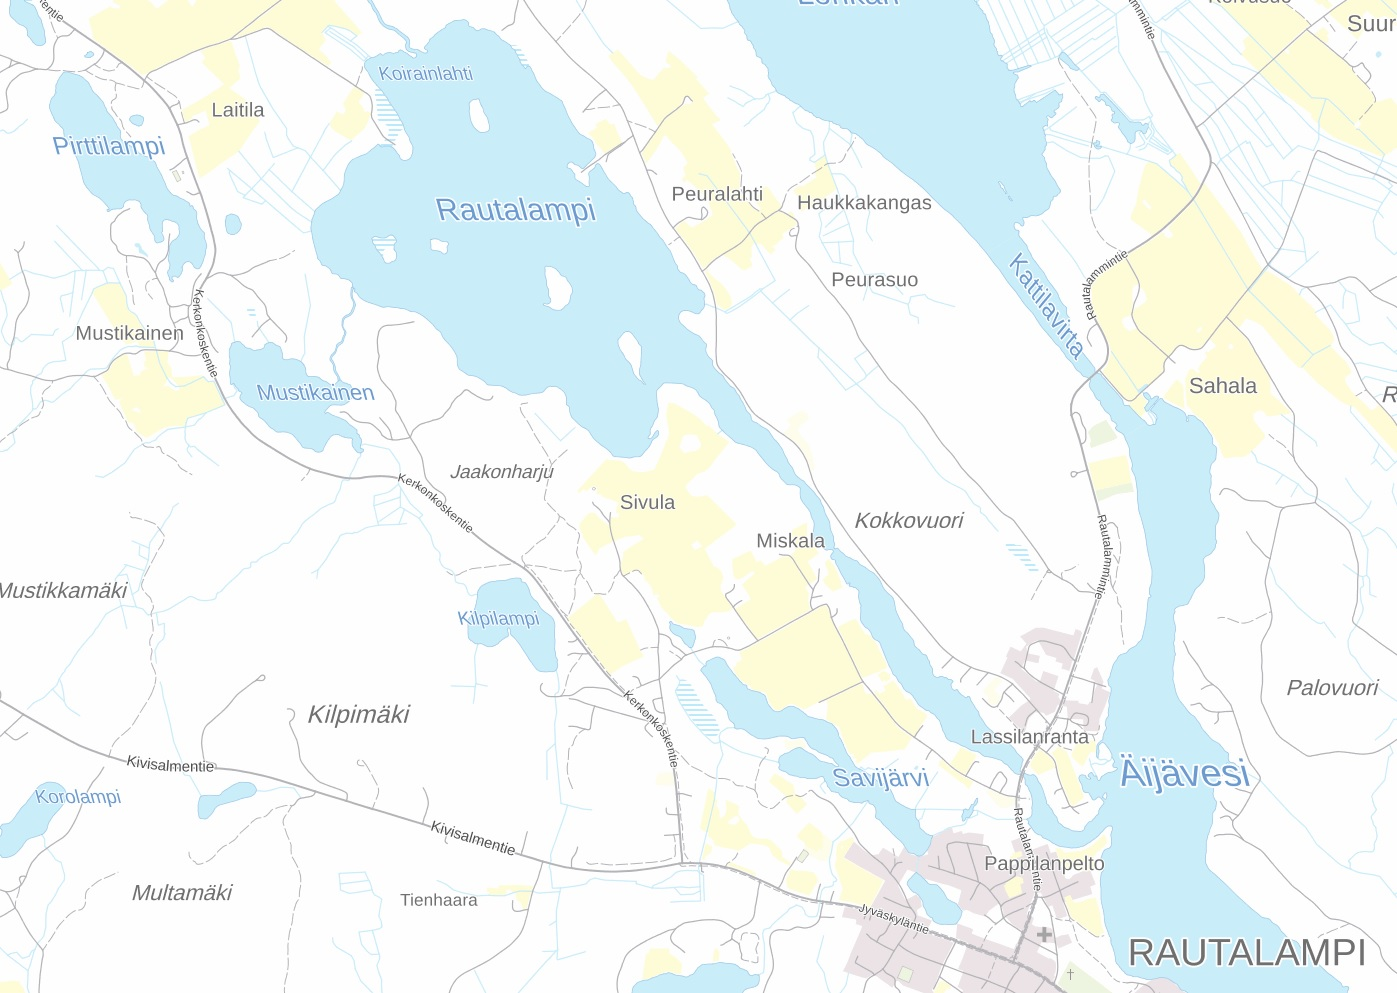 Koirainlahti
Laitila
Pirttilampi
Rautalampi
Peuralahti
Haukkakangas
Peurasuo
Kattilavirta
Rautalammintie
Sahala
Kerkonkoskentie
Mustikainen
Mustikainen
Jaakonharju
Kerkonkoskentie
Sivula
Miskala
Kokkovuori
Rautalammintie
Mustikkamäki
Kilpilampi
Kilpimäki
Kerkonkoskentie
Palovuori
Lassilanranta
Kivisalmentie
Äijävesi
Savijärvi
Korolampi
Kivisalmentie
Rautalammintie
Pappilanpelto
Multamäki
Tienhaara
Jyväskyläntie
RAUTALAMPI